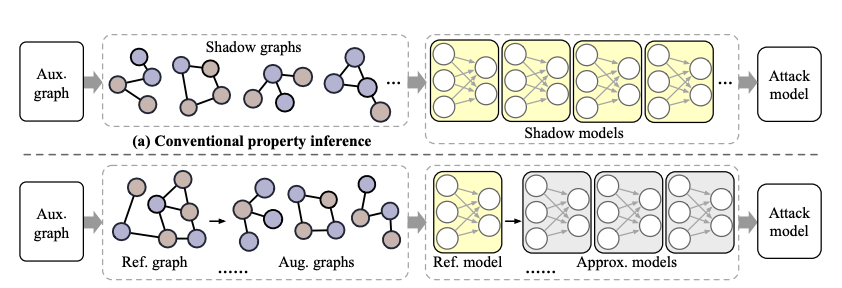 Aux.
graph
Shadow graphs
...
Shadow models
...
Attack
model
(a) Conventional property inference
Aux.
graph
Ref. graph
......
Aug. graphs
Ref. model
......
Approx. models
Attack
model